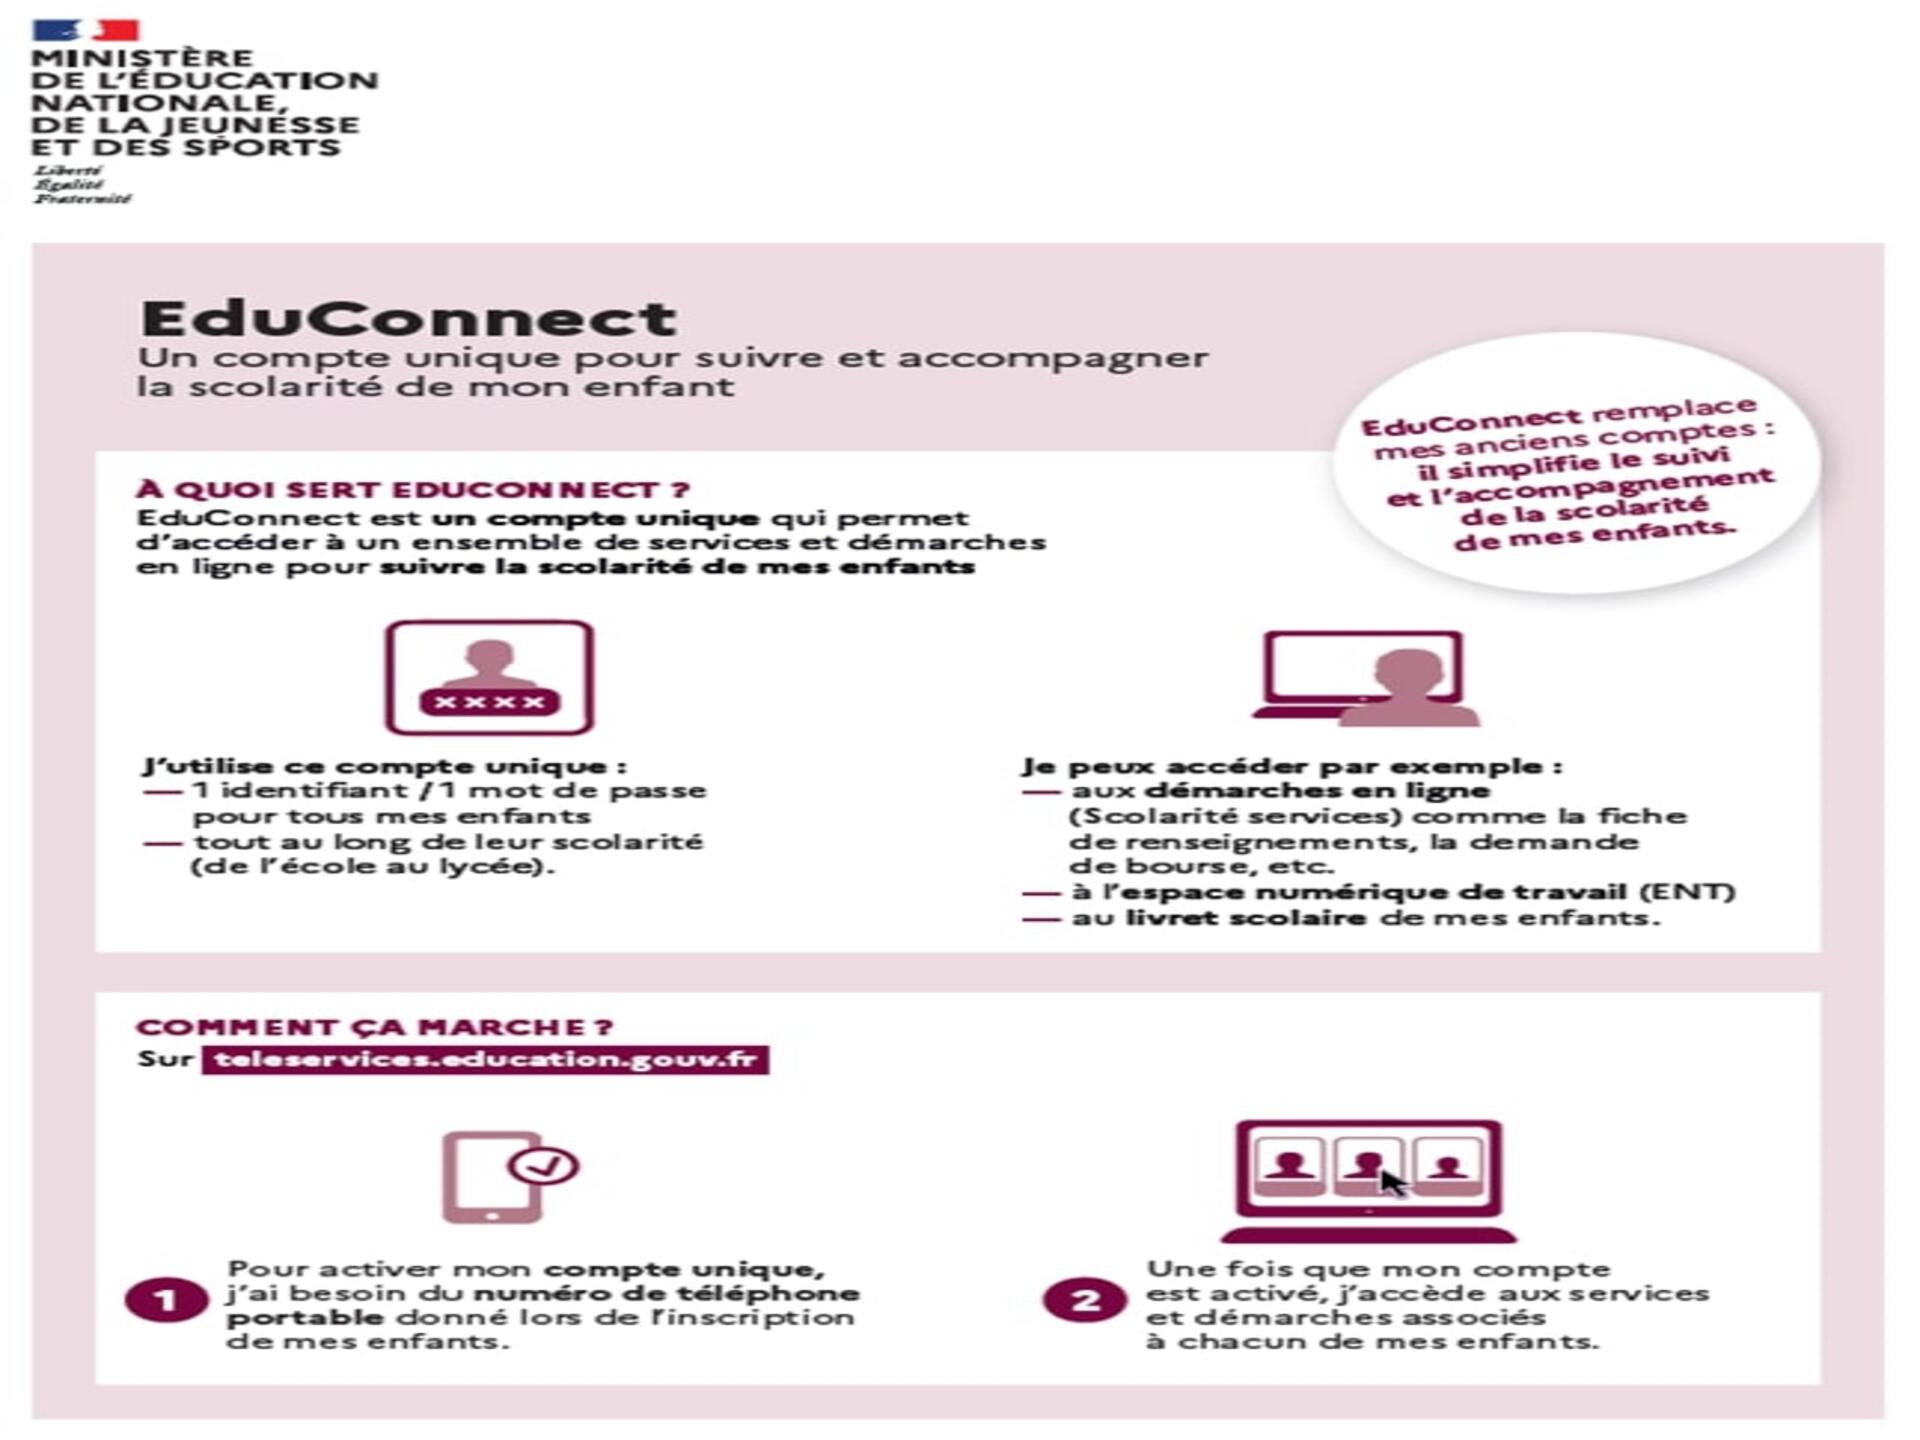 MINISTÈRE
DE L'ÉDUCATION
NATIONALE,
DE LA JEUNESSE
ET DES SPORTS
Liberté
Égalité
Fraternité
EduConnect
Un compte unique pour suivre et accompagner
la scolarité de mon enfant
EduConnect remplace
mes anciens comptes :
il simplifie le suivi
et l'accompagnement
de la scolarité
de mes enfants.
À QUOI SERT EDUCONNECT ?
EduConnect est un compte unique qui permet
d'accéder à un ensemble de services et démarches
en ligne pour suivre la scolarité de mes enfants
xxxx
J'utilise ce compte unique :
— 1 identifiant / 1 mot de passe
pour tous mes enfants
— tout au long de leur scolarité
(de l'école au lycée).
Je peux accéder par exemple :
— aux démarches en ligne
(Scolarité services) comme la fiche
de renseignements, la demande
de bourse, etc.
— à l'espace numérique de travail (ENT)
— au livret scolaire de mes enfants.
COMMENT ÇA MARCHE ?
Sur teleservices.education.gouv.fr
1
Pour activer mon compte unique,
j'ai besoin du numéro de téléphone
portable donné lors de l'inscription
de mes enfants.
2
Une fois que mon compte
est activé, j'accède aux services
et démarches associés
à chacun de mes enfants.